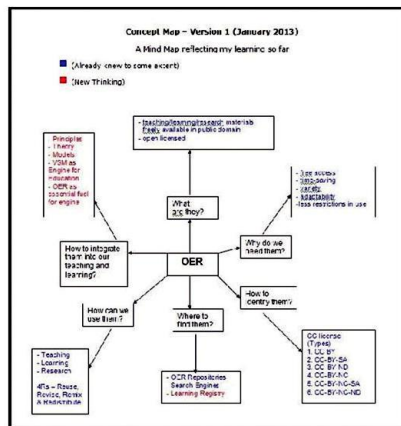 Concept Map – Version 1 (January 2013)
A Mind Map reflecting my learning so far
(Already knew to some extent)
(New Thinking)
- teaching/learning/research materials
freely available in public domain
- open licensed
- Principles
- Theory
- Models
- VSM as
Engine for
Education
- OER as
essential fuel for
engine
- free access
- time-saving
- variety
- adaptability
-less restrictions in use
What
are they?
How to integrate
them into our
teaching and
learning?
OER
Why do we
need them?
How can we
use them?
Where to
find them?
How to
identify them?
- Teaching
- Learning
- Research
4Rs – Reuse,
Revise, Remix
& Redistribute
- OER Repositories
Search Engines
- Learning Registry
CC license
(Types)
1. CC-BY
2. CC-BY-SA
3. CC-BY-ND
4. CC-BY-NC
5. CC-BY-NC-SA
6. CC-BY-NC-ND